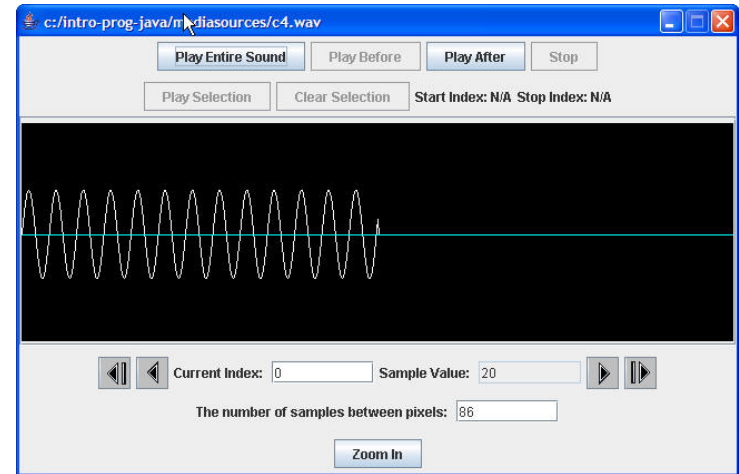 c:/intro-prog-java/mediasources/c4.wav
Play Entire Sound Play Before Play After Stop
Play Selection Clear Selection Start Index: N/A Stop Index: N/A
Current Index: 0 Sample Value: 20
The number of samples between pixels: 86
Zoom In